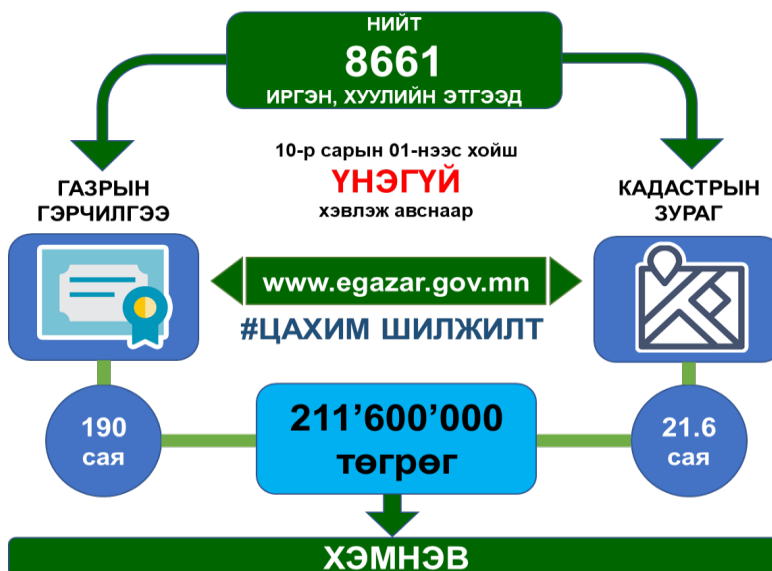 НИЙТ
8661
ИРГЭН, ХУУЛИЙН ЭТГЭЭД
10-р сарын 01-нээс хойш
ҮНЭГҮЙ
хэвлэж авснаар
ГАЗРЫН
ГЭРЧИЛГЭЭ
КАДАСТРЫН
ЗУРАГ
www.egazar.gov.mn
#ЦАХИМ ШИЛЖИЛТ
190
сая
211’600’000
төгрөг
21.6
сая
ХЭМНЭВ